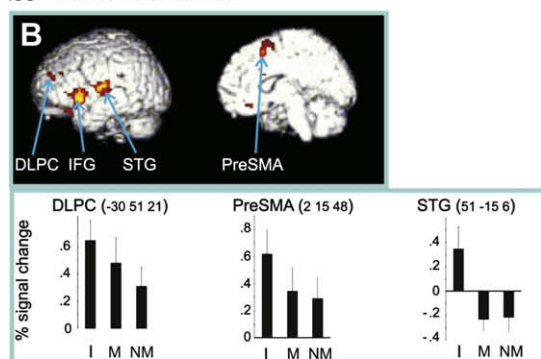 B
DLPC IFG STG PreSMA
DLPC (-30 51 21) PreSMA (2 15 48) STG (51 -15 6)
% signal change
.6
.4
.2
0
I M NM
.8
.6
.4
.2
0
I M NM
.4
.2
0
-.2
-.4
I M NM